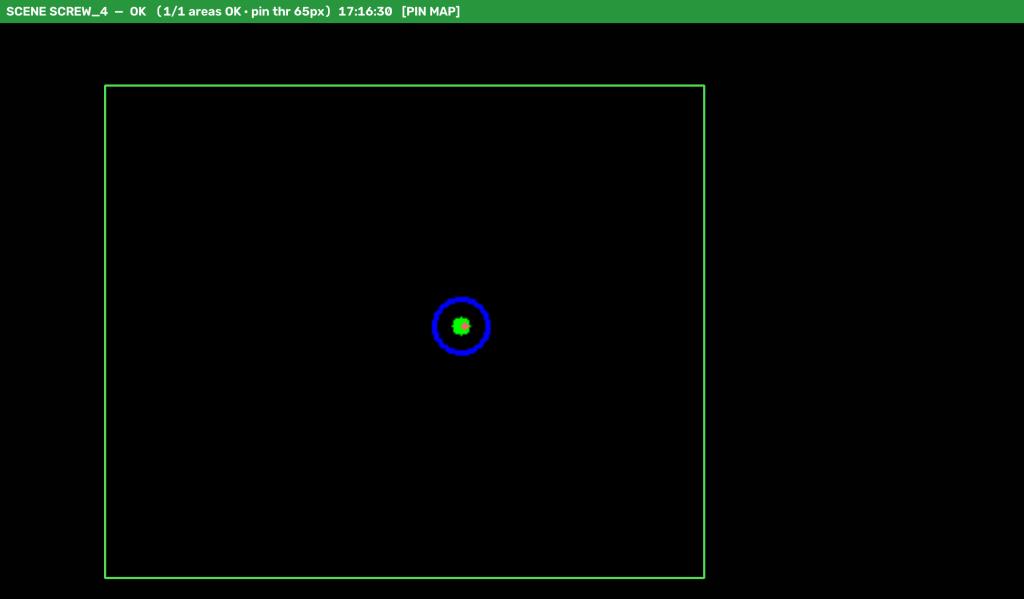 SCENE SCREW_4 — OK (1/1 areas OK · pin thr 65px) 17:16:30 [PIN MAP]